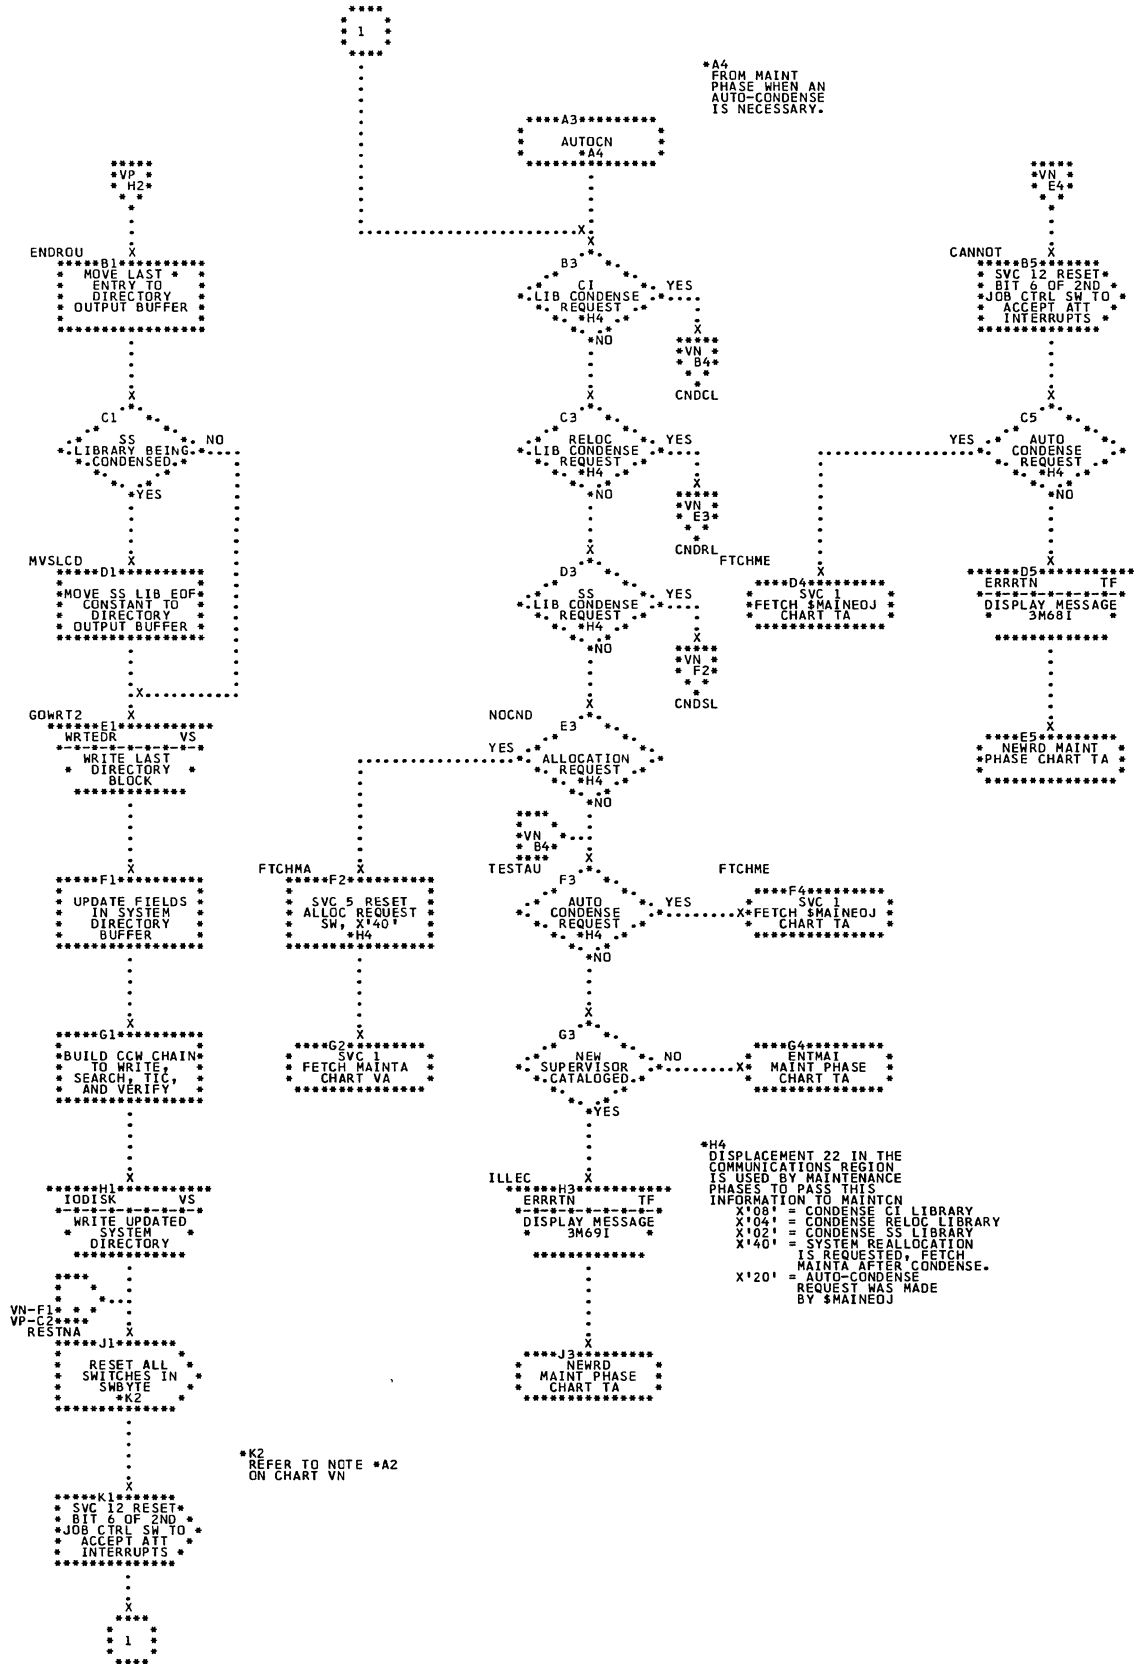 1
*A4
FROM MAINT
PHASE WHEN AN
AUTO-CONDENSE
IS NECESSARY.
A3
AUTOCN
*A4
VP
H2
VN
E4
ENDROU
B1
MOVE LAST
ENTRY TO
DIRECTORY
OUTPUT BUFFER
B3
CI
LIB CONDENSE
REQUEST
*H4
YES
NO
VN
B4
CNDCL
CANNOT
B5
SVC 12 RESET
BIT 6 OF 2ND
JOB CTRL SW TO
ACCEPT ATT
INTERRUPTS
C1
SS
LIBRARY BEING
CONDENSED
NO
YES
C3
RELOC
LIB CONDENSE
REQUEST
*H4
YES
NO
VN
E3
CNDRL
C5
AUTO
CONDENSE
REQUEST
*H4
YES
NO
MVSLCD
D1
MOVE SS LIB EOF
CONSTANT TO
DIRECTORY
OUTPUT BUFFER
D3
SS
LIB CONDENSE
REQUEST
*H4
YES
NO
VN
F2
CNDSL
FTCHME
D4
SVC 1
FETCH $MAINEOJ
CHART TA
D5
ERRRTN TF
DISPLAY MESSAGE
3M68I
GOWRT2
E1
WRTEDR VS
WRITE LAST
DIRECTORY
BLOCK
NOCND
E3
ALLOCATION
REQUEST
*H4
YES
NO
E5
NEWRD MAINT
PHASE CHART TA
VN
B4
F1
UPDATE FIELDS
IN SYSTEM
DIRECTORY
BUFFER
FTCHMA
F2
SVC 5 RESET
ALLOC REQUEST
SW, X'40'
*H4
TESTAU
F3
AUTO
CONDENSE
REQUEST
*H4
YES
NO
FTCHME
F4
SVC 1
FETCH $MAINEOJ
CHART TA
G1
BUILD CCW CHAIN
TO WRITE,
SEARCH, TIC,
AND VERIFY
G2
SVC 1
FETCH MAINTA
CHART VA
G3
NEW
SUPERVISOR
CATALOGED
NO
YES
G4
ENTMAI
MAINT PHASE
CHART TA
H1
IODISK VS
WRITE UPDATED
SYSTEM
DIRECTORY
ILLEC
H3
ERRRTN TF
DISPLAY MESSAGE
3M69I
*H4
DISPLACEMENT 22 IN THE
COMMUNICATIONS REGION
IS USED BY MAINTENANCE
PHASES TO PASS THIS
INFORMATION TO MAINTCN
X'08' = CONDENSE CI LIBRARY
X'04' = CONDENSE RELOC LIBRARY
X'02' = CONDENSE SS LIBRARY
X'40' = SYSTEM REALLOCATION
IS REQUESTED, FETCH
MAINTA AFTER CONDENSE.
X'20' = AUTO-CONDENSE
REQUEST WAS MADE
BY $MAINEOJ
VN-F1
VP-C2
RESTNA
J1
RESET ALL
SWITCHES IN
SWBYTE
*K2
J3
NEWRD
MAINT PHASE
CHART TA
*K2
REFER TO NOTE *A2
ON CHART VN
K1
SVC 12 RESET
BIT 6 OF 2ND
JOB CTRL SW TO
ACCEPT ATT
INTERRUPTS
1